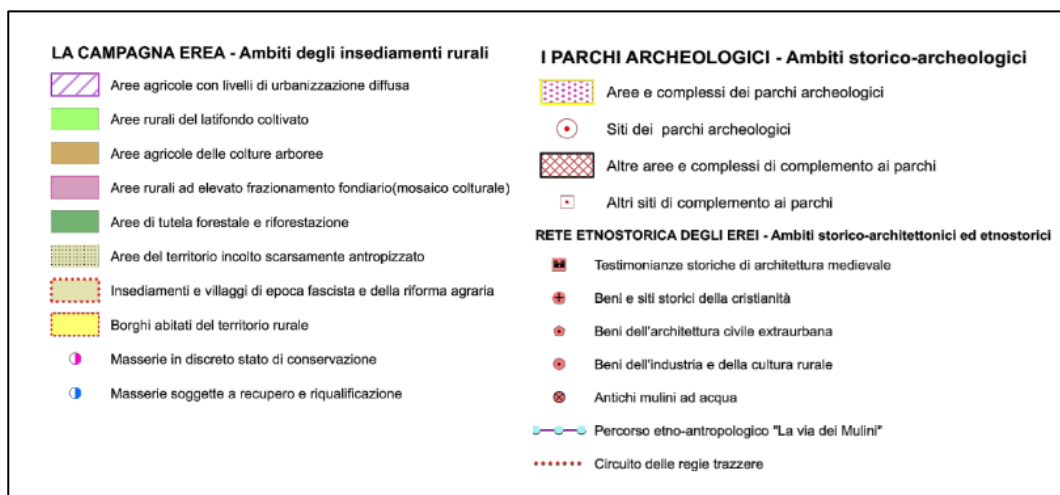 LA CAMPAGNA EREA - Ambiti degli insediamenti rurali
Aree agricole con livelli di urbanizzazione diffusa
Aree rurali del latifondo coltivato
Aree agricole delle colture arboree
Aree rurali ad elevato frazionamento fondiario(mosaico colturale)
Aree di tutela forestale e riforestazione
Aree del territorio incolto scarsamente antropizzato
Insediamenti e villaggi di epoca fascista e della riforma agraria
Borghi abitati del territorio rurale
Masserie in discreto stato di conservazione
Masserie soggette a recupero e riqualificazione
I PARCHI ARCHEOLOGICI - Ambiti storico-archeologici
Aree e complessi dei parchi archeologici
Siti dei parchi archeologici
Altre aree e complessi di complemento ai parchi
Altri siti di complemento ai parchi
RETE ETNOSTORICA DEGLI EREI - Ambiti storico-architettonici ed etnostorici
Testimonianze storiche di architettura medievale
Beni e siti storici della cristianità
Beni dell'architettura civile extraurbana
Beni dell'industria e della cultura rurale
Antichi mulini ad acqua
Percorso etno-antropologico "La via dei Mulini"
Circuito delle regie trazzere